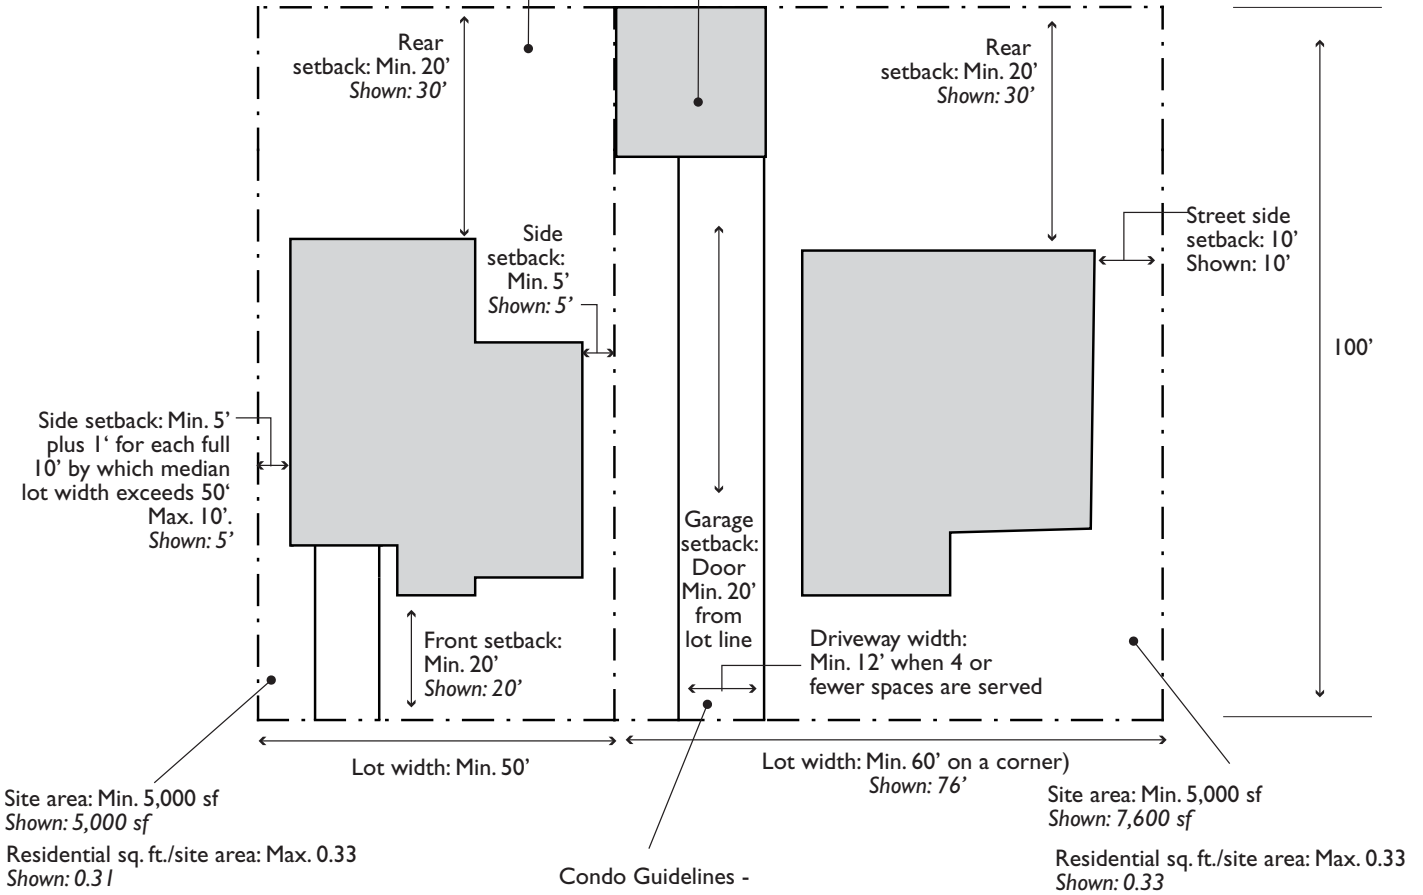 Rear
setback: Min. 20’
Shown: 30’
Rear
setback: Min. 20’
Shown: 30’
Side
setback:
Min. 5’
Shown: 5’
Street side
setback: 10’
Shown: 10’
100’
Side setback: Min. 5’
plus 1‘ for each full
10’ by which median
lot width exceeds 50‘
Max. 10’.
Shown: 5’
Garage
setback:
Door
Min. 20’
from
lot line
Front setback:
Min. 20’
Shown: 20’
Driveway width:
Min. 12’ when 4 or
fewer spaces are served
Lot width: Min. 50’
Lot width: Min. 60’ on a corner)
Shown: 76’
Site area: Min. 5,000 sf
Shown: 5,000 sf
Residential sq. ft./site area: Max. 0.33
Shown: 0.31
Condo Guidelines -
Site area: Min. 5,000 sf
Shown: 7,600 sf
Residential sq. ft./site area: Max. 0.33
Shown: 0.33